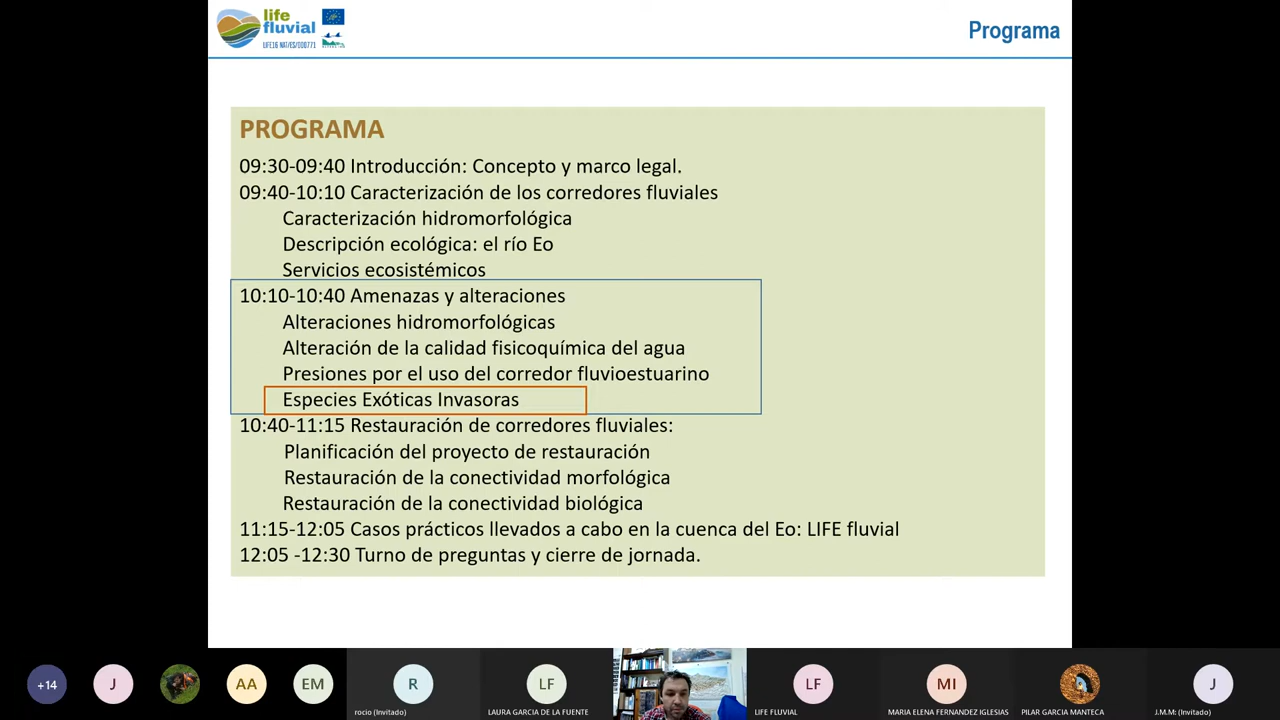 life
fluvial
LIFE16 NAT/ES/000771
Programa
PROGRAMA
09:30-09:40 Introducción: Concepto y marco legal.
09:40-10:10 Caracterización de los corredores fluviales
Caracterización hidromorfológica
Descripción ecológica: el río Eo
Servicios ecosistémicos
10:10-10:40 Amenazas y alteraciones
Alteraciones hidromorfológicas
Alteración de la calidad fisicoquímica del agua
Presiones por el uso del corredor fluvioestuarino
Especies Exóticas Invasoras
10:40-11:15 Restauración de corredores fluviales:
Planificación del proyecto de restauración
Restauración de la conectividad morfológica
Restauración de la conectividad biológica
11:15-12:05 Casos prácticos llevados a cabo en la cuenca del Eo: LIFE fluvial
12:05 -12:30 Turno de preguntas y cierre de jornada.
+14
J
AA
EM
R
LF
LF
MI
J
rocio (Invitado)
LAURA GARCIA DE LA FUENTE
LIFE FLUVIAL
MARIA ELENA FERNANDEZ IGLESIAS
PILAR GARCIA MANTECA
J.M.M: (Invitado)